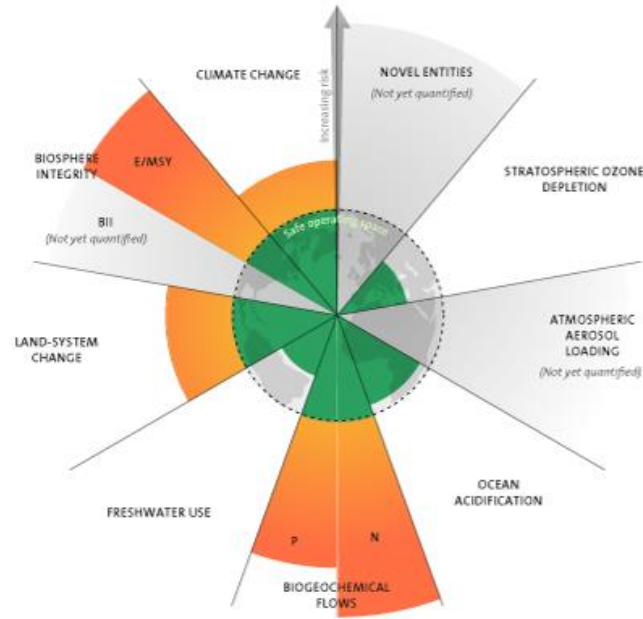 CLIMATE CHANGE
Increasing risk
NOVEL ENTITIES
(Not yet quantified)
STRATOSPHERIC OZONE
DEPLETION
ATMOSPHERIC
AEROSOL
LOADING
(Not yet quantified)
OCEAN
ACIDIFICATION
N
P
BIOGEOCHEMICAL
FLOWS
FRESHWATER USE
LAND-SYSTEM
CHANGE
BII
(Not yet quantified)
BIOSPHERE
INTEGRITY
E/MSY
Safe operating space